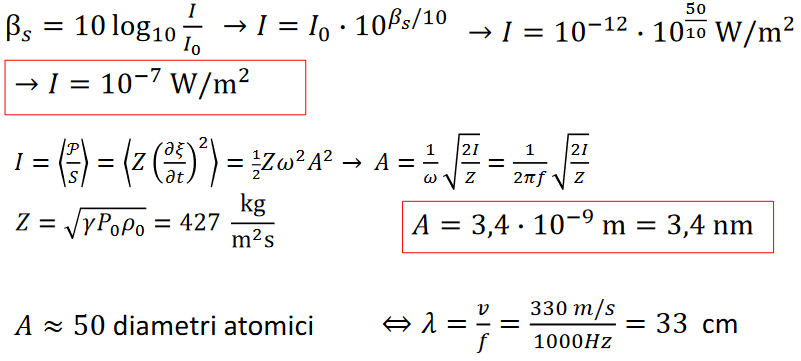 β_s = 10 log₁₀ I/I₀ → I = I₀ · 10^(β_s/10) → I = 10⁻¹² · 10^(50/10) W/m²
→ I = 10⁻⁷ W/m²
I = ⟨𝒫/S⟩ = ⟨Z (∂ξ/∂t)²⟩ = ½Zω²A² → A = 1/ω √(2I/Z) = 1/(2πf) √(2I/Z)
Z = √(γP₀ρ₀) = 427 kg/(m²s)
A = 3,4 · 10⁻⁹ m = 3,4 nm
A ≈ 50 diametri atomici ⇔ λ = v/f = (330 m/s)/(1000Hz) = 33 cm